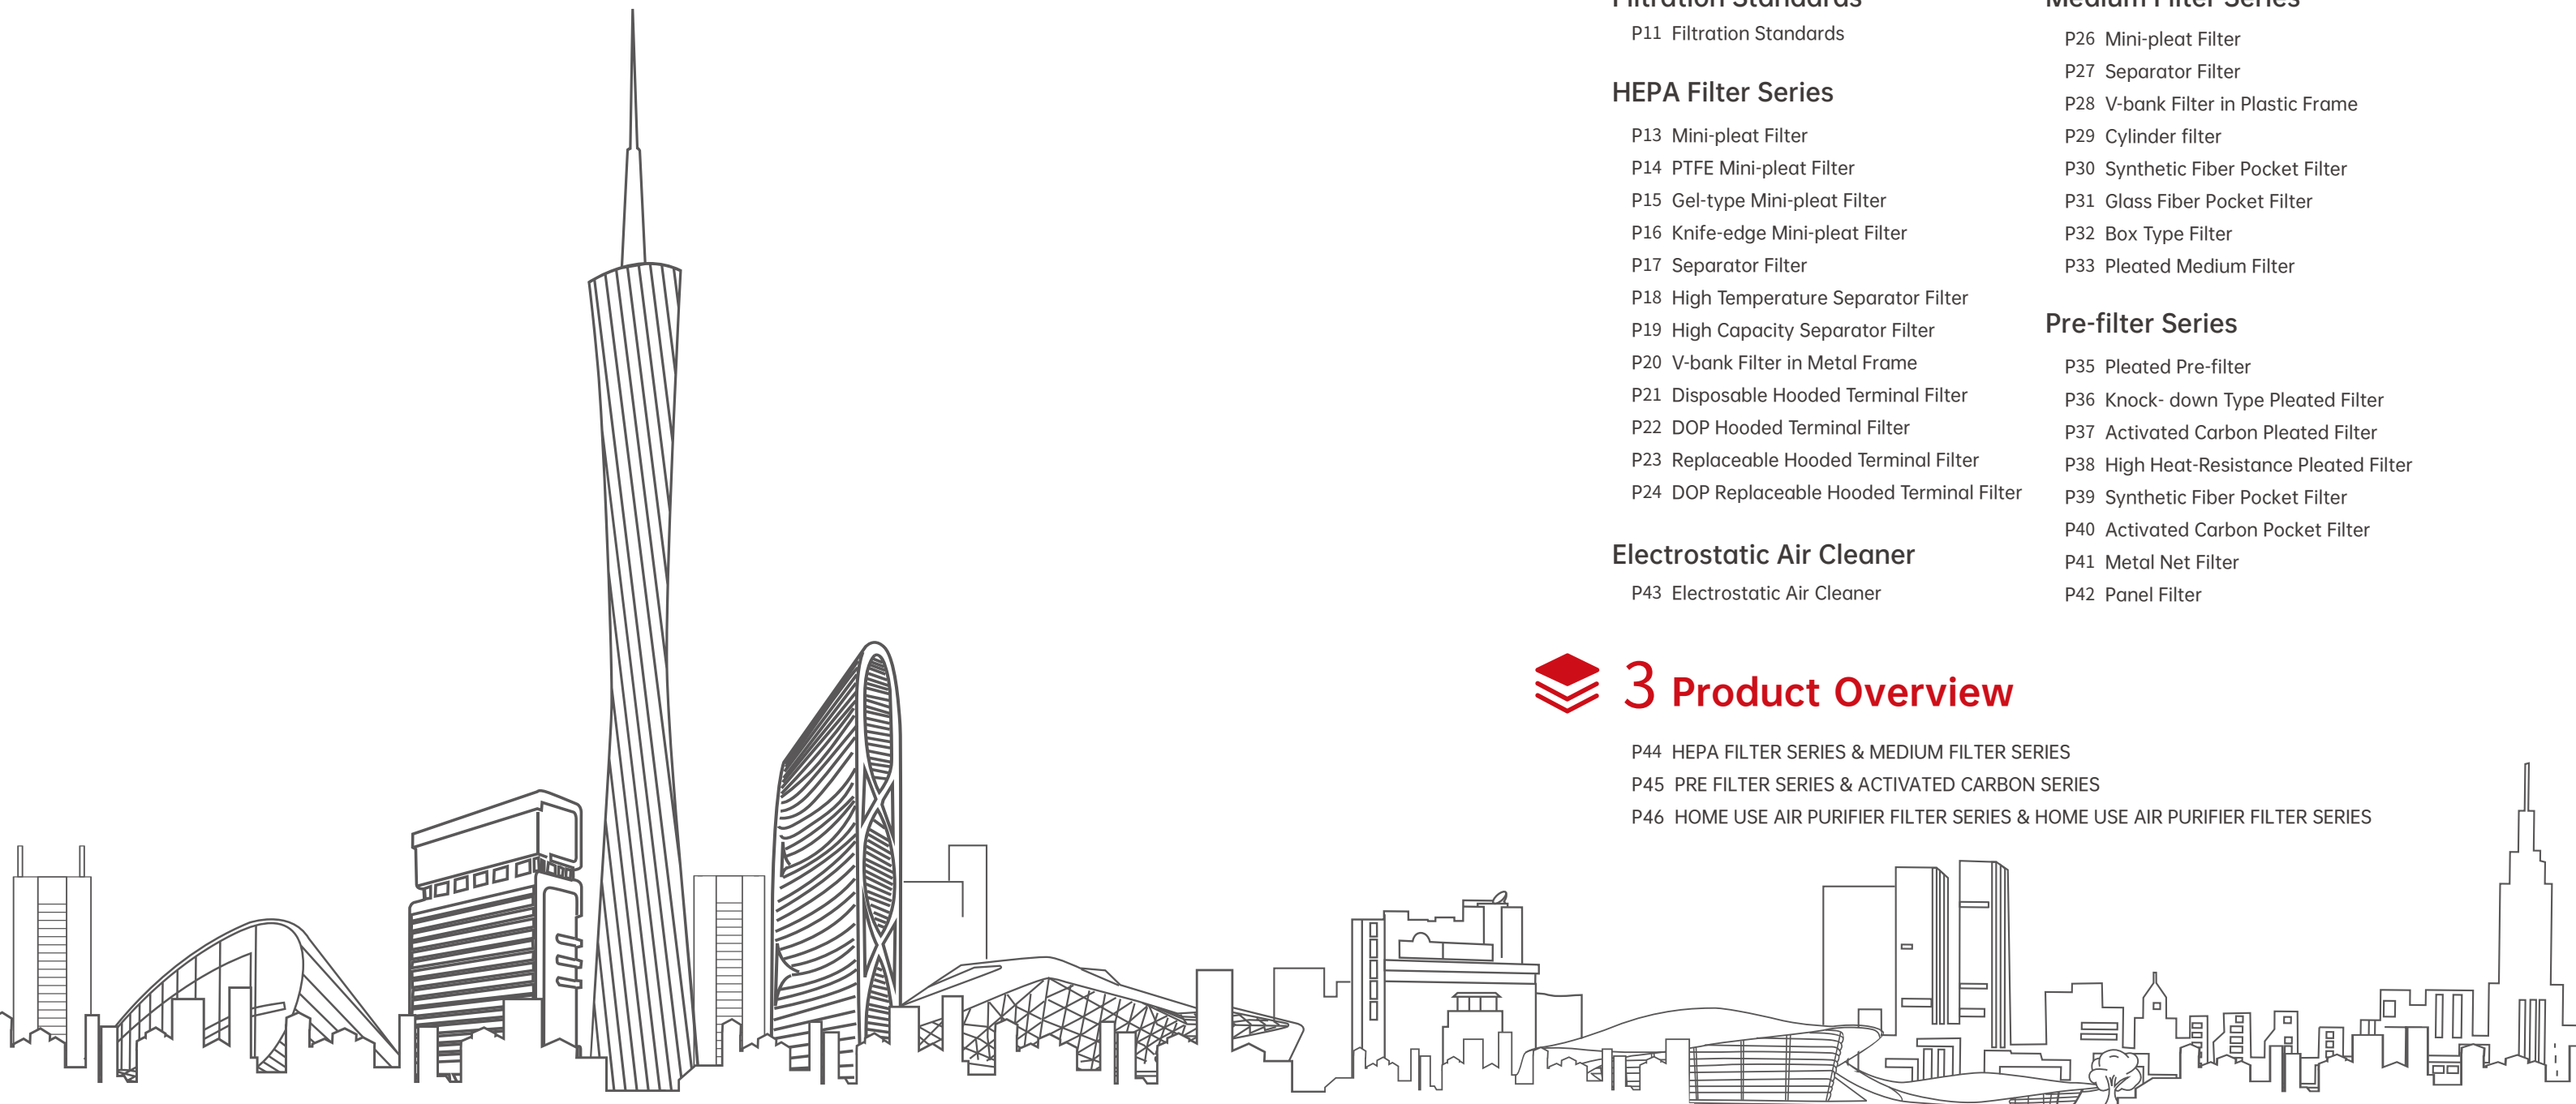 Filtration Standards
P11 Filtration Standards
HEPA Filter Series
P13 Mini-pleat Filter
P14 PTFE Mini-pleat Filter
P15 Gel-type Mini-pleat Filter
P16 Knife-edge Mini-pleat Filter
P17 Separator Filter
P18 High Temperature Separator Filter
P19 High Capacity Separator Filter
P20 V-bank Filter in Metal Frame
P21 Disposable Hooded Terminal Filter
P22 DOP Hooded Terminal Filter
P23 Replaceable Hooded Terminal Filter
P24 DOP Replaceable Hooded Terminal Filter
Electrostatic Air Cleaner
P43 Electrostatic Air Cleaner
Medium Filter Series
P26 Mini-pleat Filter
P27 Separator Filter
P28 V-bank Filter in Plastic Frame
P29 Cylinder filter
P30 Synthetic Fiber Pocket Filter
P31 Glass Fiber Pocket Filter
P32 Box Type Filter
P33 Pleated Medium Filter
Pre-filter Series
P35 Pleated Pre-filter
P36 Knock- down Type Pleated Filter
P37 Activated Carbon Pleated Filter
P38 High Heat-Resistance Pleated Filter
P39 Synthetic Fiber Pocket Filter
P40 Activated Carbon Pocket Filter
P41 Metal Net Filter
P42 Panel Filter
3 Product Overview
P44 HEPA FILTER SERIES & MEDIUM FILTER SERIES
P45 PRE FILTER SERIES & ACTIVATED CARBON SERIES
P46 HOME USE AIR PURIFIER FILTER SERIES & HOME USE AIR PURIFIER FILTER SERIES